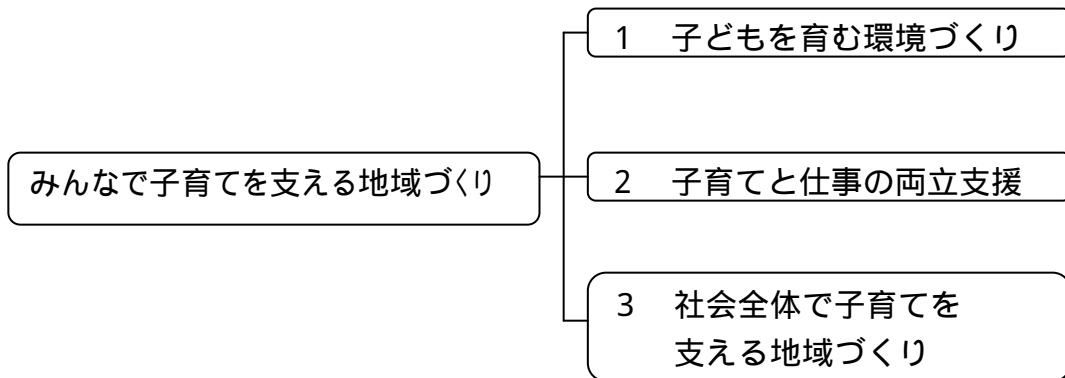 みんなで子育てを支える地域づくり
1 子どもを育む環境づくり
2 子育てと仕事の両立支援
3 社会全体で子育てを
支える地域づくり